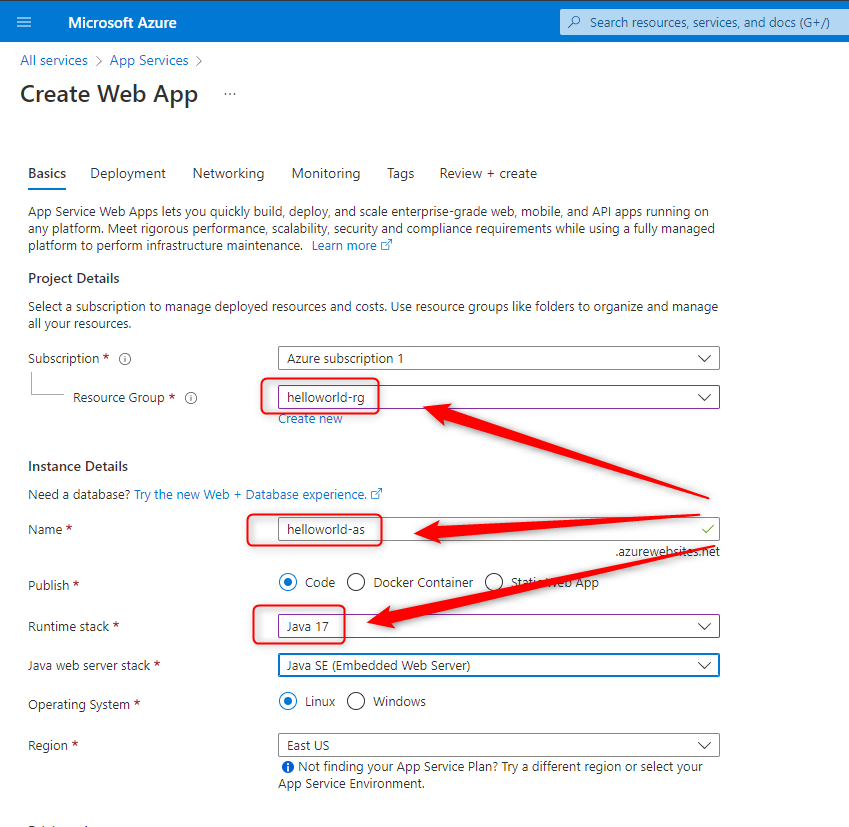 Microsoft Azure
Search resources, services, and docs (G+/)
All services > App Services >
Create Web App ...
Basics Deployment Networking Monitoring Tags Review + create
App Service Web Apps lets you quickly build, deploy, and scale enterprise-grade web, mobile, and API apps running on
any platform. Meet rigorous performance, scalability, security and compliance requirements while using a fully managed
platform to perform infrastructure maintenance. Learn more
Project Details
Select a subscription to manage deployed resources and costs. Use resource groups like folders to organize and manage
all your resources.
Subscription * Azure subscription 1
Resource Group * helloworld-rg
Create new
Instance Details
Need a database? Try the new Web + Database experience.
Name * helloworld-as
.azurewebsites.net
Publish * Code Docker Container Static Web App
Runtime stack * Java 17
Java web server stack * Java SE (Embedded Web Server)
Operating System * Linux Windows
Region * East US
Not finding your App Service Plan? Try a different region or select your
App Service Environment.